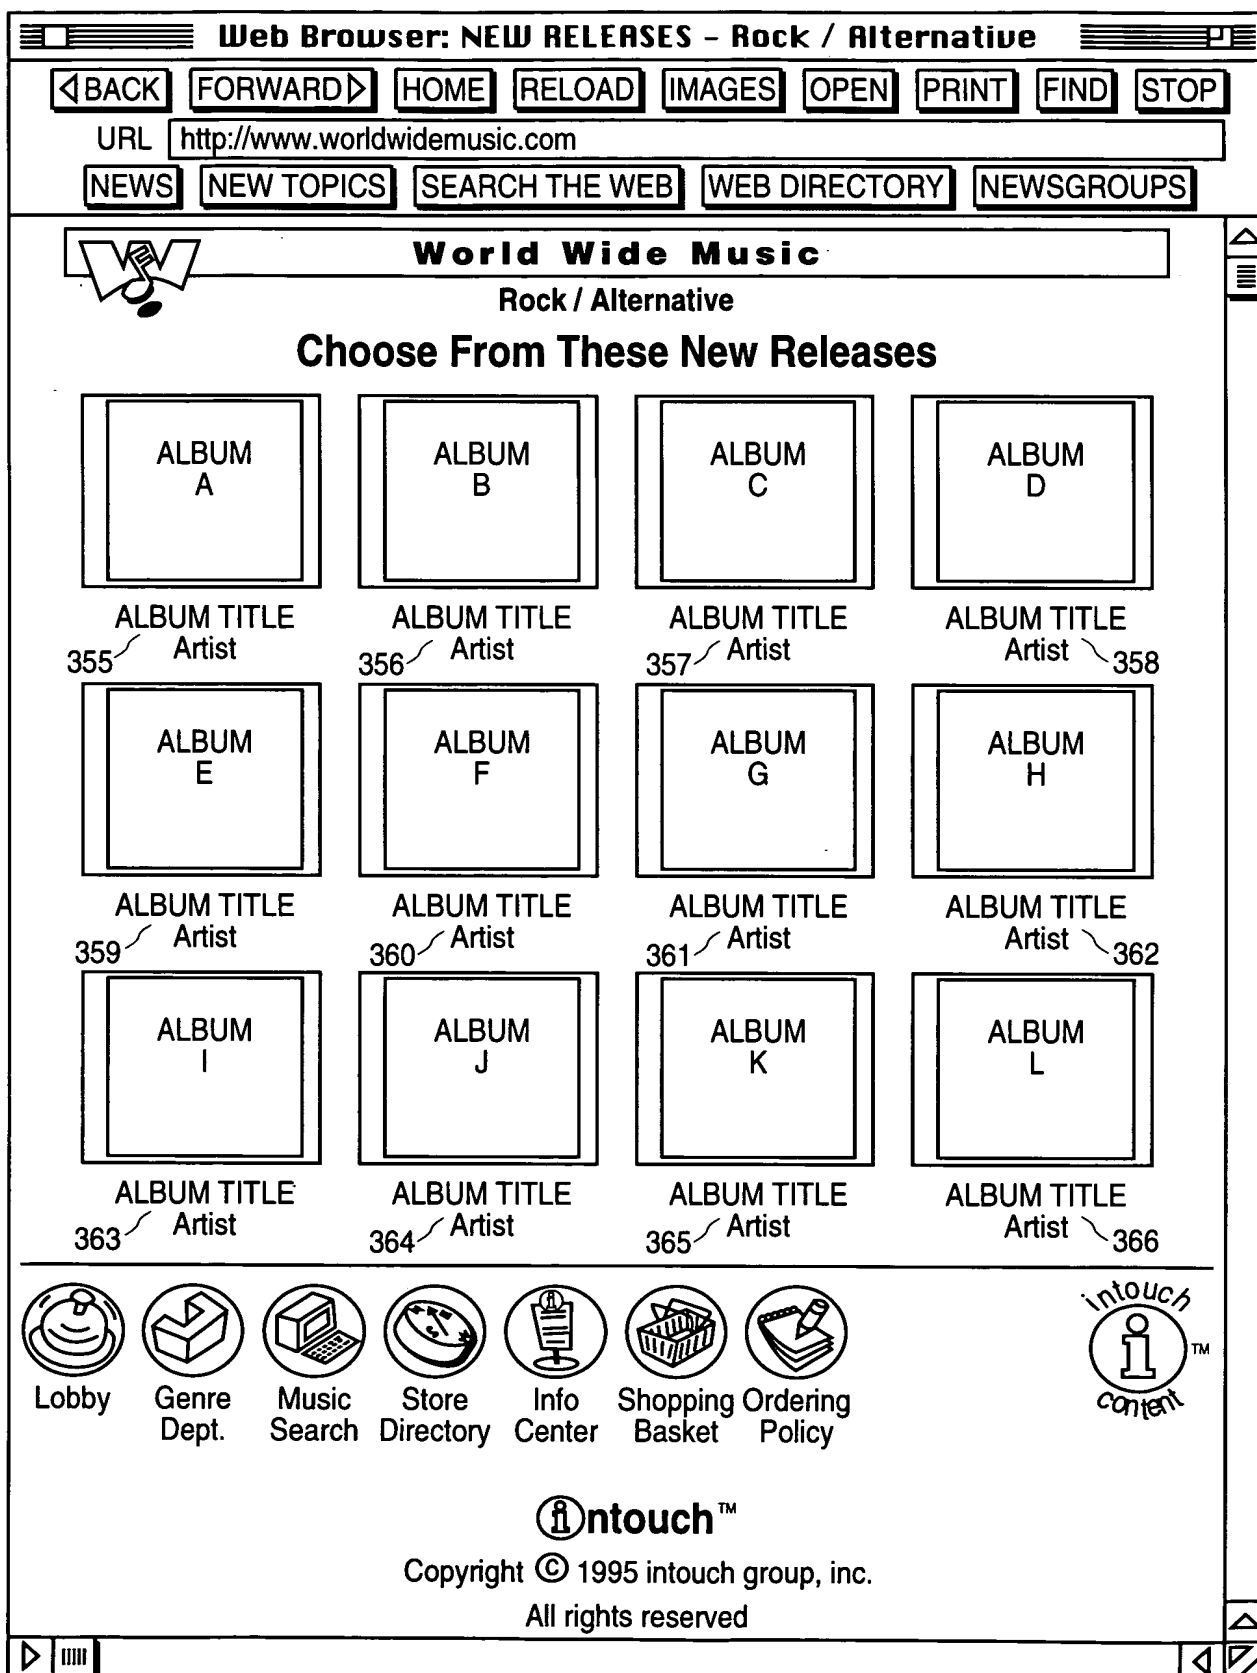 Web Browser: NEW RELEASES – Rock / Alternative
BACK FORWARD HOME RELOAD IMAGES OPEN PRINT FIND STOP
URL http://www.worldwidemusic.com
NEWS NEW TOPICS SEARCH THE WEB WEB DIRECTORY NEWSGROUPS
World Wide Music
Rock / Alternative
Choose From These New Releases
ALBUM ALBUM ALBUM ALBUM
A B C D
ALBUM TITLE ALBUM TITLE ALBUM TITLE ALBUM TITLE
355 Artist 356 Artist 357 Artist Artist 358
ALBUM ALBUM ALBUM ALBUM
E F G H
ALBUM TITLE ALBUM TITLE ALBUM TITLE ALBUM TITLE
359 Artist 360 Artist 361 Artist Artist 362
ALBUM ALBUM ALBUM ALBUM
I J K L
ALBUM TITLE ALBUM TITLE ALBUM TITLE ALBUM TITLE
363 Artist 364 Artist 365 Artist Artist 366
Lobby Genre Music Store Info Shopping Ordering
Dept. Search Directory Center Basket Policy
intouch
i ™
content
intouch™
Copyright © 1995 intouch group, inc.
All rights reserved